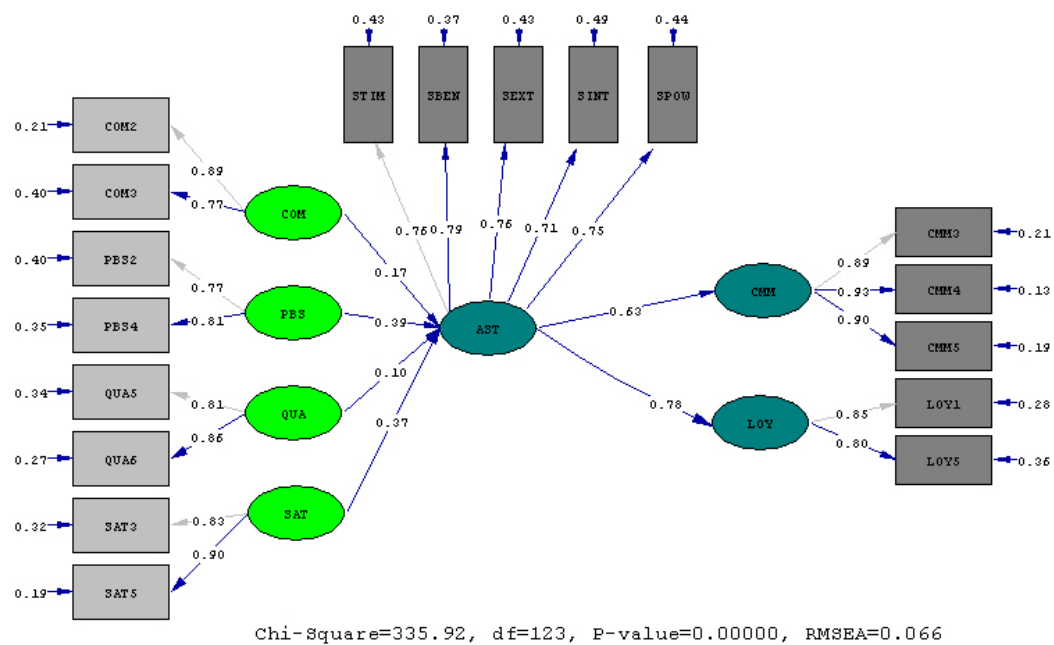 0.43 0.37 0.43 0.49 0.44
STIM SBEN SEXT SINT SPOW
0.21 COM2
0.89
0.40 COM3
0.77
COM
0.40 PBS2
0.77
0.35 PBS4
0.81
PBS
0.34 QUA5
0.81
0.27 QUA6
0.86
QUA
0.32 SAT3
0.83
0.19 SAT5
0.90
SAT
0.76 0.79 0.76 0.71 0.75
0.17
0.39
0.10
0.37
AST
0.63
0.78
CMM
0.89 CMM3 0.21
0.93 CMM4 0.13
0.90 CMM5 0.19
LOY
0.85 LOY1 0.28
0.80 LOY5 0.36
Chi-Square=335.92, df=123, P-value=0.00000, RMSEA=0.066